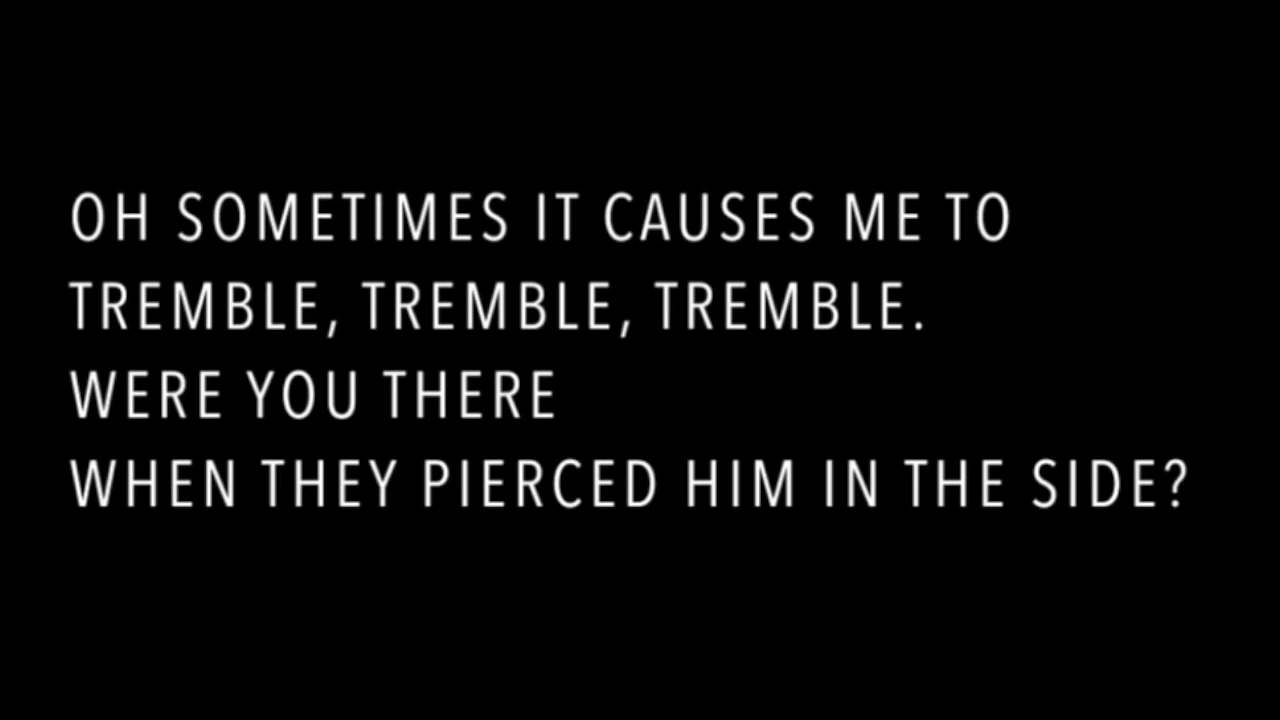 OH SOMETIMES IT CAUSES ME TO
TREMBLE, TREMBLE, TREMBLE.
WERE YOU THERE
WHEN THEY PIERCED HIM IN THE SIDE?